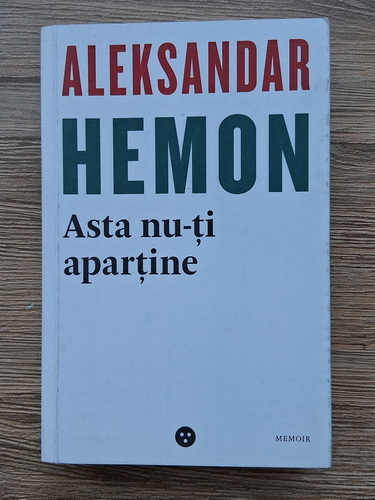 ALEKSANDAR
HEMON
Asta nu-ți
aparține
MEMOIR